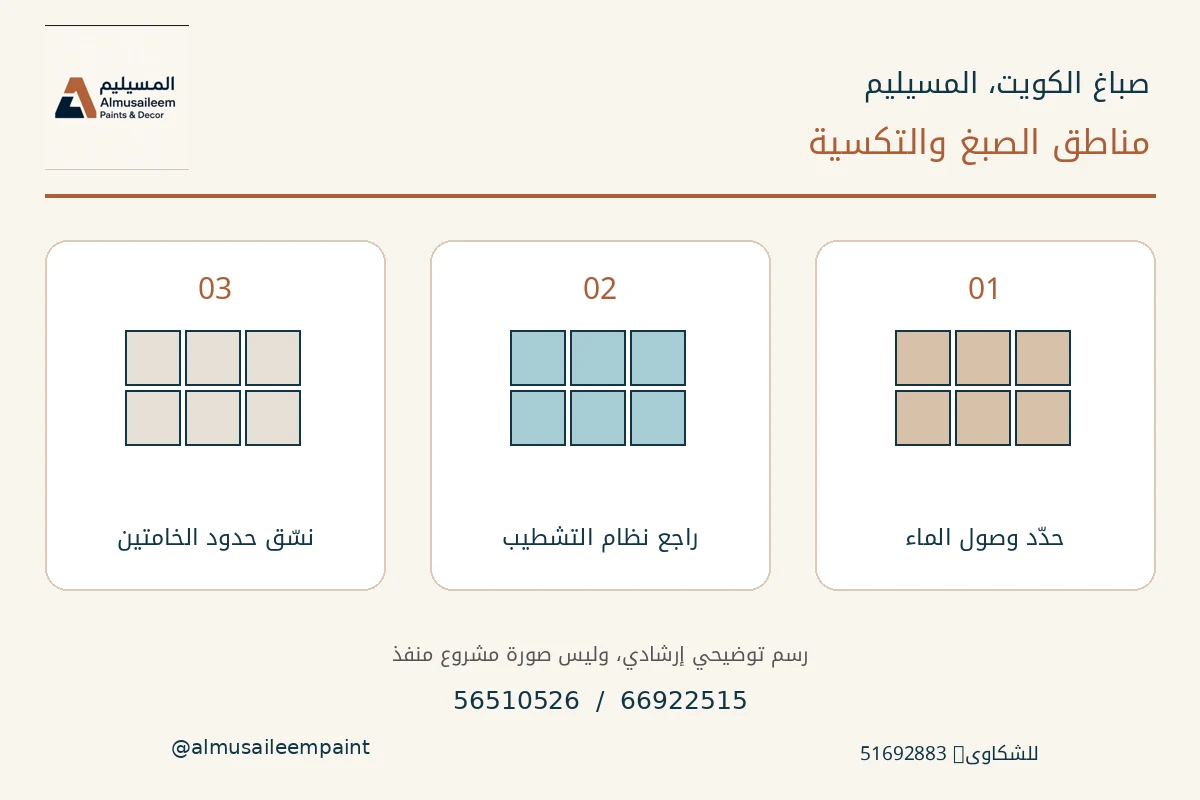 المسيليم
Almusaileem
Paints & Decor
صباغ الكويت، المسيليم
مناطق الصبغ والتكسية
01
حدّد وصول الماء
02
راجع نظام التشطيب
03
نسّق حدود الخامتين
رسم توضيحي إرشادي، وليس صورة مشروع منفذ
56510526 / 66922515
للشكاوى 51692883
@almusaileempaint